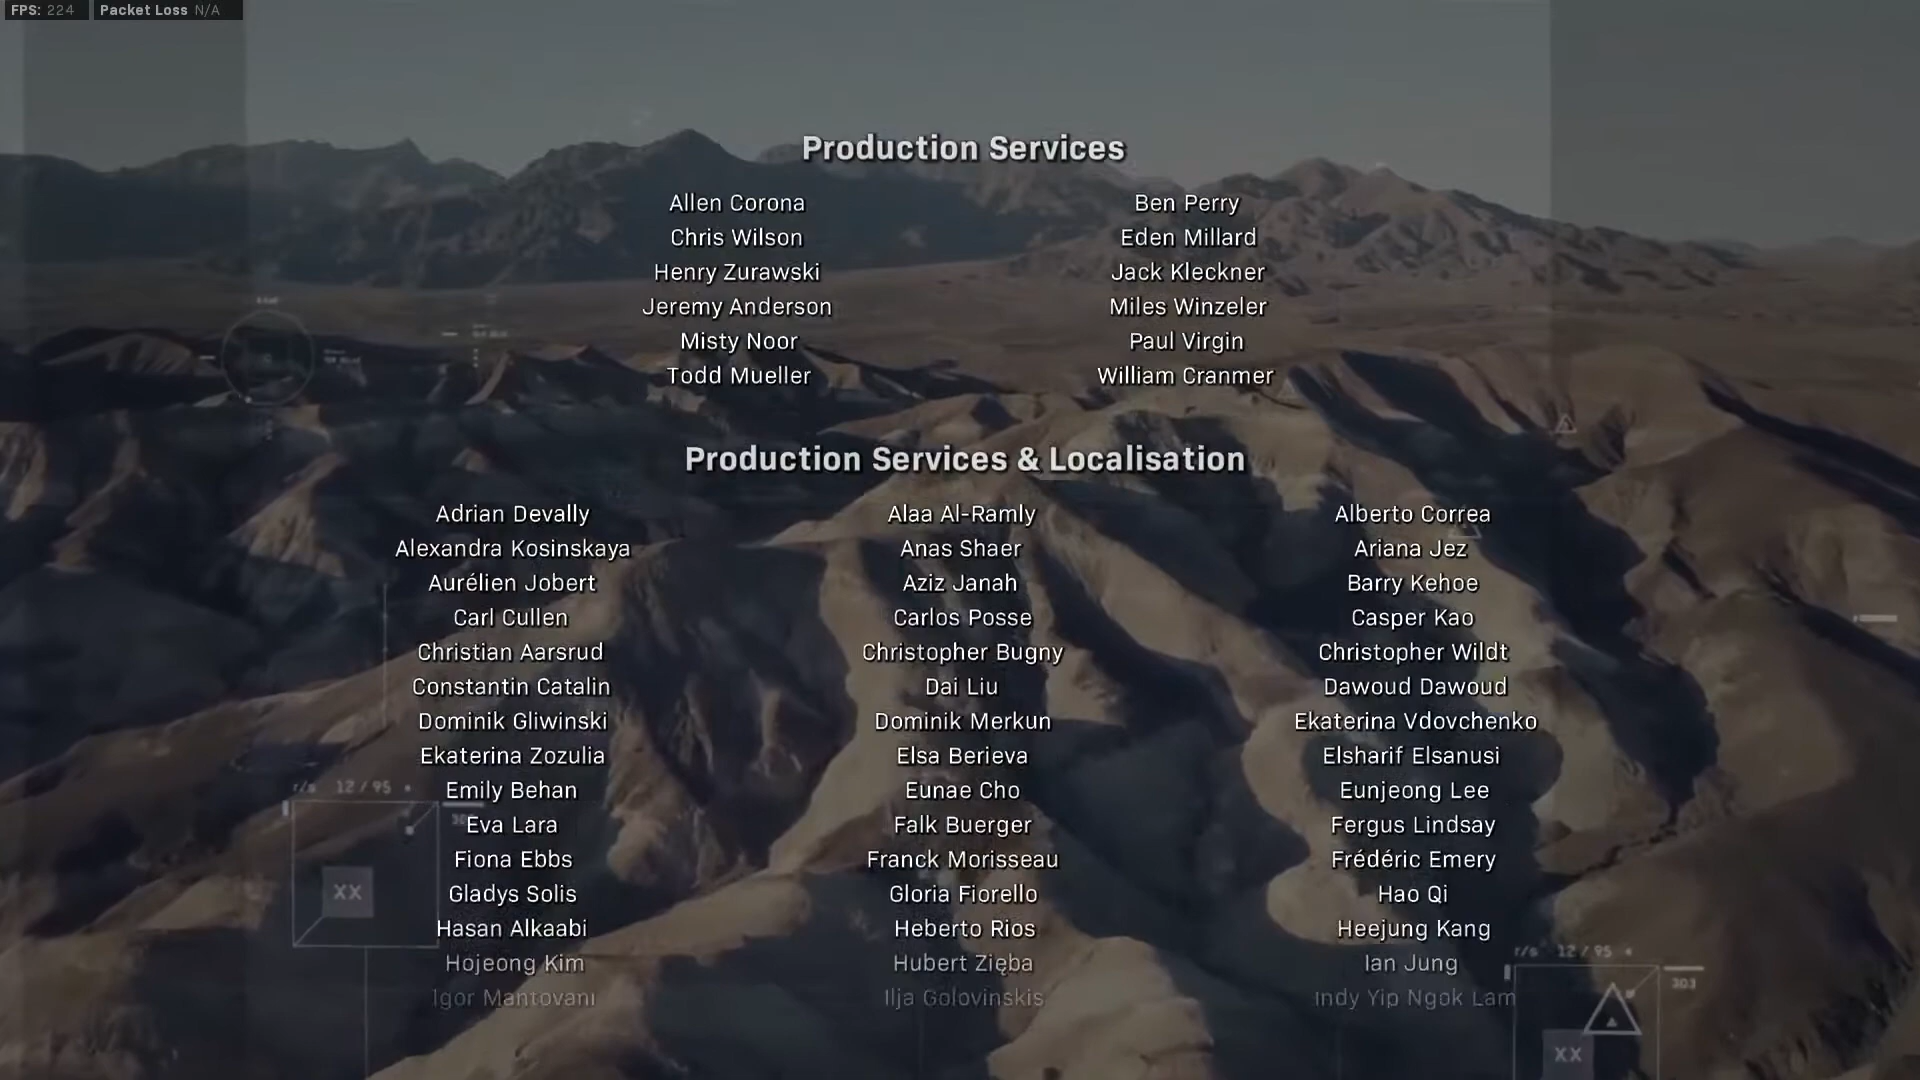 FPS: 224 Packet Loss N/A
Production Services
Allen Corona Ben Perry
Chris Wilson Eden Millard
Henry Zurawski Jack Kleckner
Jeremy Anderson Miles Winzeler
Misty Noor Paul Virgin
Todd Mueller William Cranmer
Production Services & Localisation
Adrian Devally Alaa Al-Ramly Alberto Correa
Alexandra Kosinskaya Anas Shaer Ariana Jez
Aurélien Jobert Aziz Janah Barry Kehoe
Carl Cullen Carlos Posse Casper Kao
Christian Aarsrud Christopher Bugny Christopher Wildt
Constantin Catalin Dai Liu Dawoud Dawoud
Dominik Gliwinski Dominik Merkun Ekaterina Vdovchenko
Ekaterina Zozulia Elsa Berieva Elsharif Elsanusi
r/s 12/95
Emily Behan Eunae Cho Eunjeong Lee
Eva Lara Falk Buerger Fergus Lindsay
Fiona Ebbs Franck Morisseau Frédéric Emery
XX
Gladys Solis Gloria Fiorello Hao Qi
Hasan Alkaabi Heberto Rios Heejung Kang
r/s 12/95
Hojeong Kim Hubert Zięba Ian Jung
303
Igor Mantovani Ilja Golovinskis Indy Yip Ngok Lam
XX